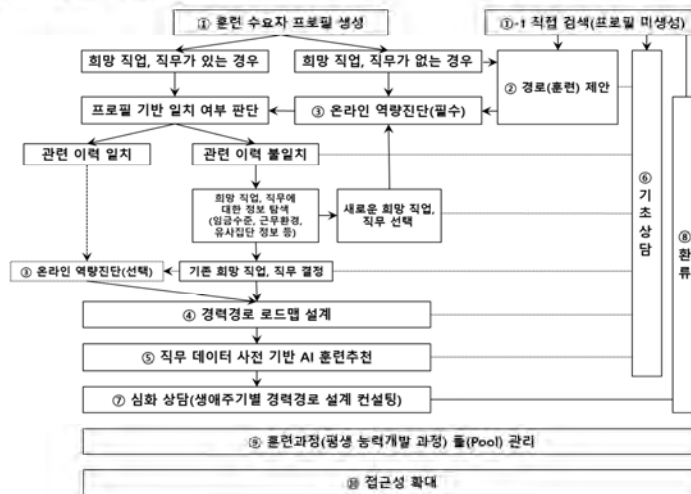 ① 훈련 수요자 프로필 생성
①-1 직접 검색(프로필 미생성)
희망 직업, 직무가 있는 경우
희망 직업, 직무가 없는 경우
② 경로(훈련) 제안
프로필 기반 일치 여부 판단
③ 온라인 역량진단(필수)
관련 이력 일치
관련 이력 불일치
희망 직업, 직무에
대한 정보 탐색
(임금수준, 근무환경,
유사집단 정보 등)
새로운 희망 직업,
직무 선택
⑥
기
초
상
담
⑧
환
류
③ 온라인 역량진단(선택)
기존 희망 직업, 직무 결정
④ 경력경로 로드맵 설계
⑤ 직무 데이터 사전 기반 AI 훈련추천
⑦ 심화 상담(생애주기별 경력경로 설계 컨설팅)
⑨ 훈련과정(평생 능력개발 과정) 풀(Pool) 관리
⑩ 접근성 확대